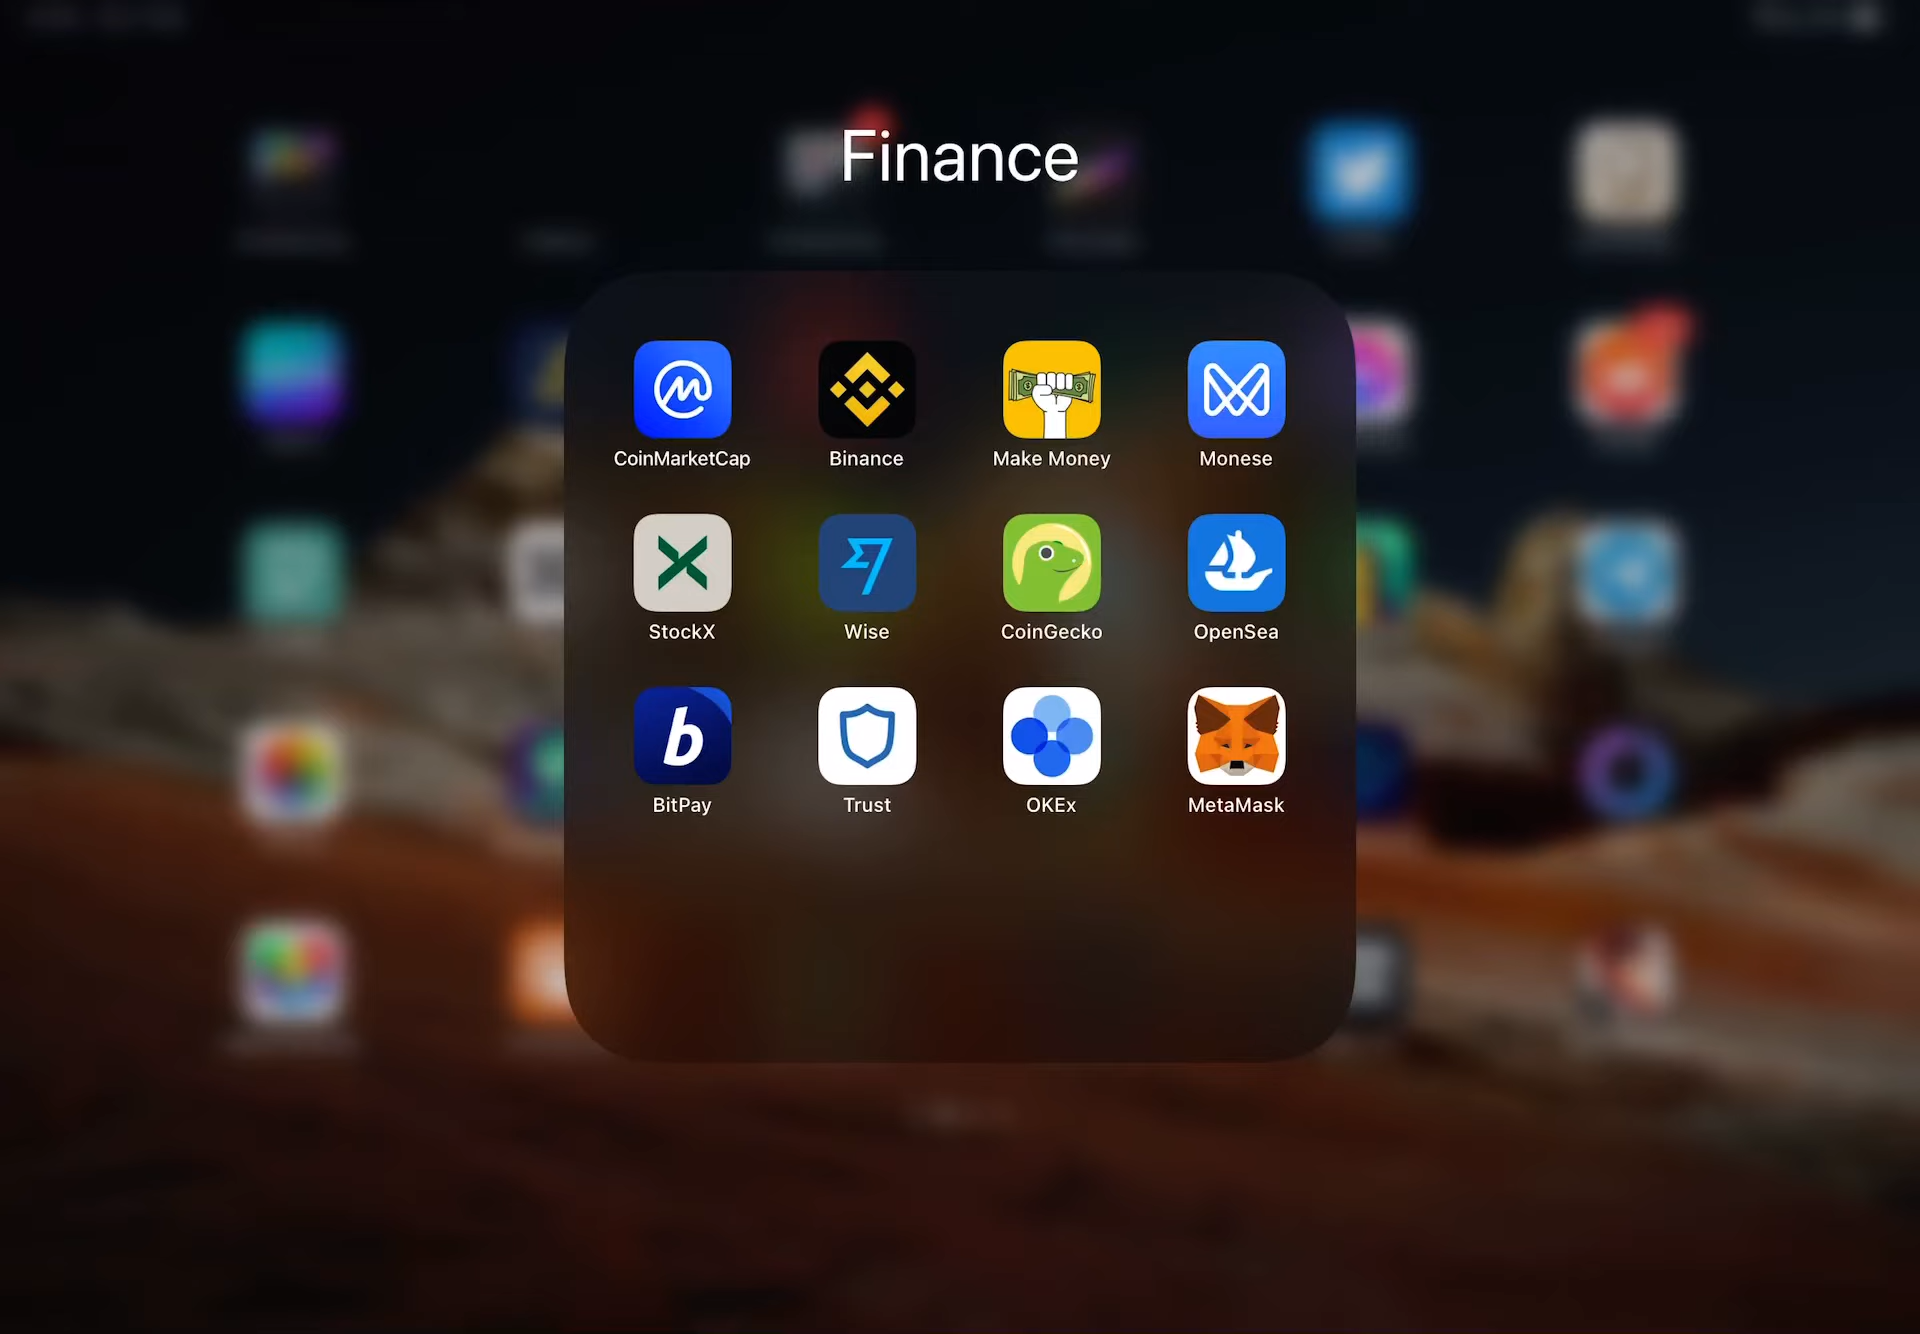 Finance
CoinMarketCap Binance Make Money Monese
StockX Wise CoinGecko OpenSea
b
BitPay Trust OKEx MetaMask